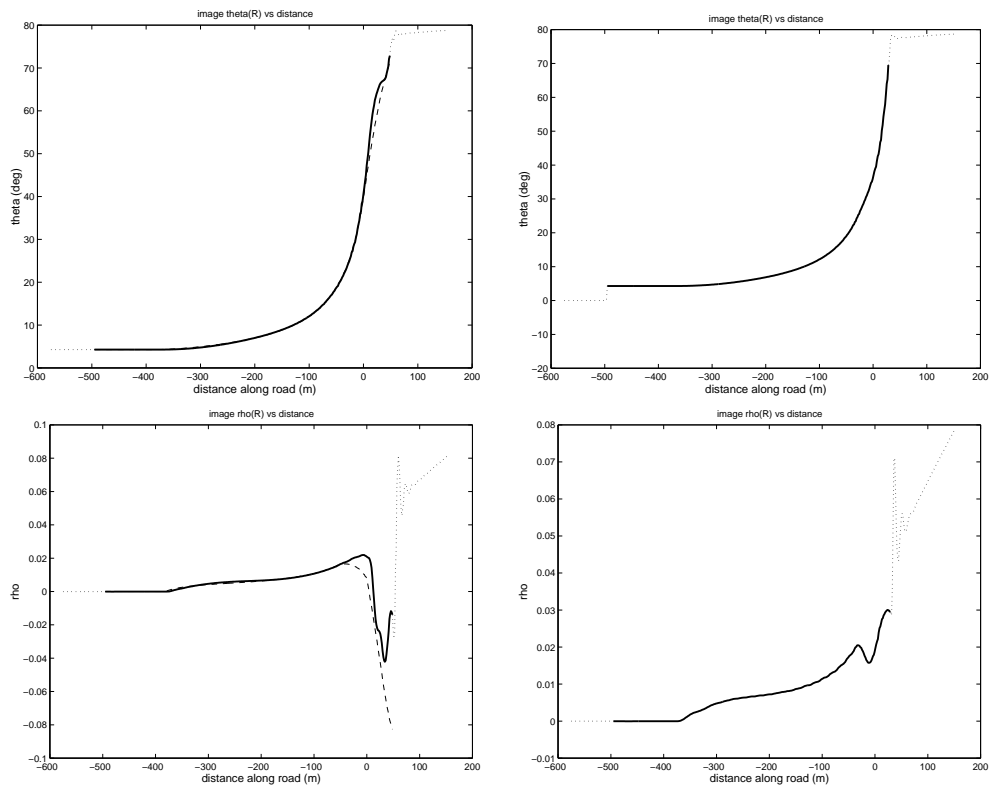 image theta(R) vs distance
80
70
60
50
40
30
20
10
0
theta (deg)
−600 −500 −400 −300 −200 −100 0 100 200
distance along road (m)
image theta(R) vs distance
80
70
60
50
40
30
20
10
0
−10
−20
theta (deg)
−600 −500 −400 −300 −200 −100 0 100 200
distance along road (m)
image rho(R) vs distance
0.1
0.08
0.06
0.04
0.02
0
−0.02
−0.04
−0.06
−0.08
−0.1
rho
−600 −500 −400 −300 −200 −100 0 100 200
distance along road (m)
image rho(R) vs distance
0.08
0.07
0.06
0.05
0.04
0.03
0.02
0.01
0
−0.01
rho
−600 −500 −400 −300 −200 −100 0 100 200
distance along road (m)